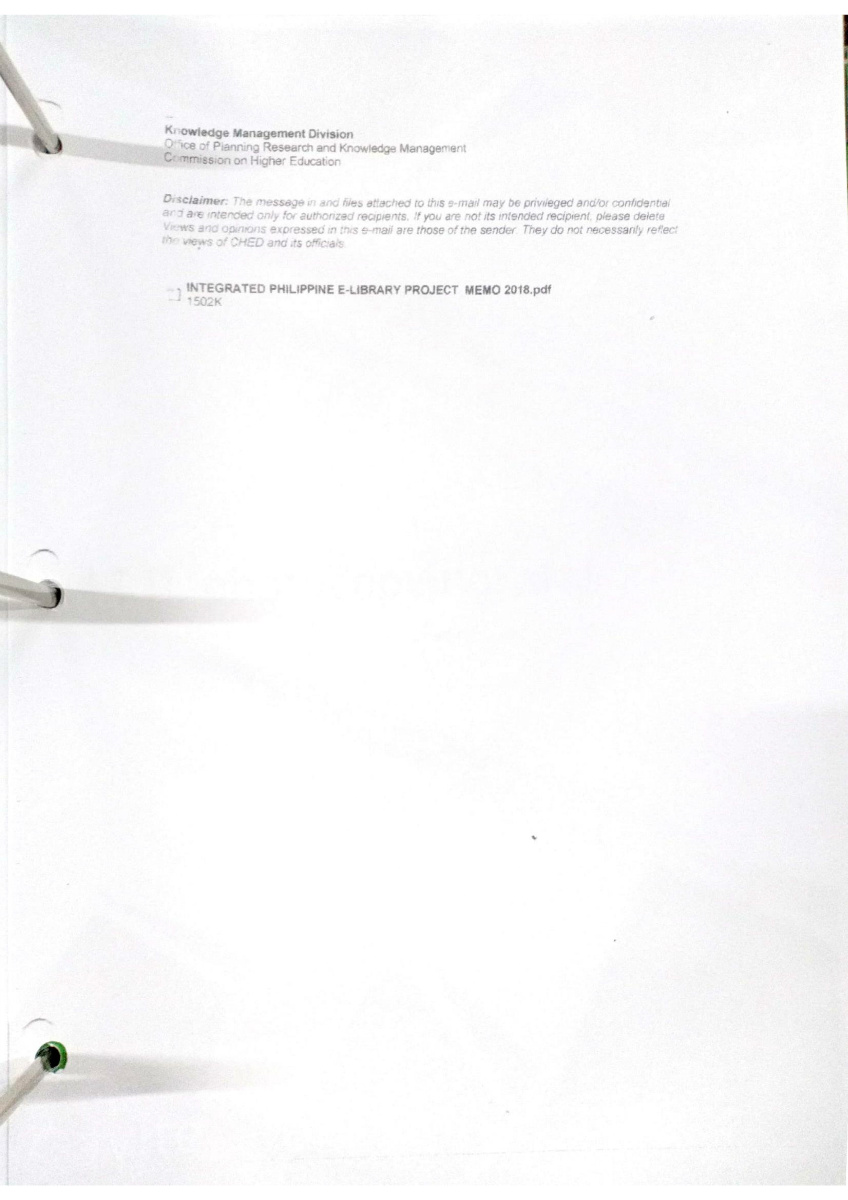 --
Knowledge Management Division
Office of Planning Research and Knowledge Management
Commission on Higher Education
Disclaimer: The message in and files attached to this e-mail may be privileged and/or confidential
and are intended only for authorized recipients. If you are not its intended recipient, please delete
Views and opinions expressed in this e-mail are those of the sender. They do not necessarily reflect
the views of CHED and its officials.
INTEGRATED PHILIPPINE E-LIBRARY PROJECT MEMO 2018.pdf
1502K